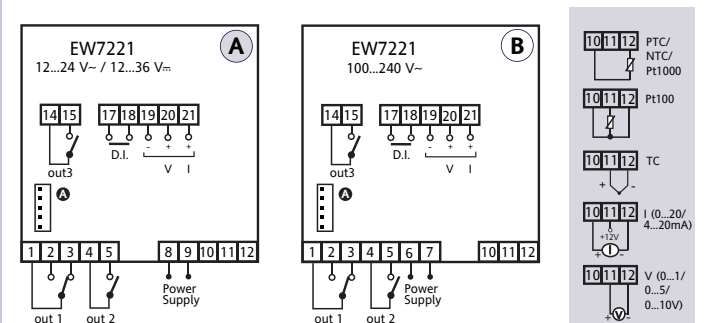 EW7221
12...24 V~ / 12...36 V⎓
A
14 15 17 18 19 20 21
- + +
D.I.
V I
out3
A
1 2 3 4 5 8 9 10 11 12
Power
Supply
out 1 out 2
EW7221
100...240 V~
B
14 15 17 18 19 20 21
- + +
D.I.
V I
out3
A
1 2 3 4 5 6 7 10 11 12
Power
Supply
out 1 out 2
10 11 12 PTC/
NTC/
Pt1000
10 11 12 Pt100
10 11 12 TC
+ -
10 11 12 I (0...20/
4...20mA)
+12V
+ I -
10 11 12 V (0...1/
0...5/
0...10V)
+ V -